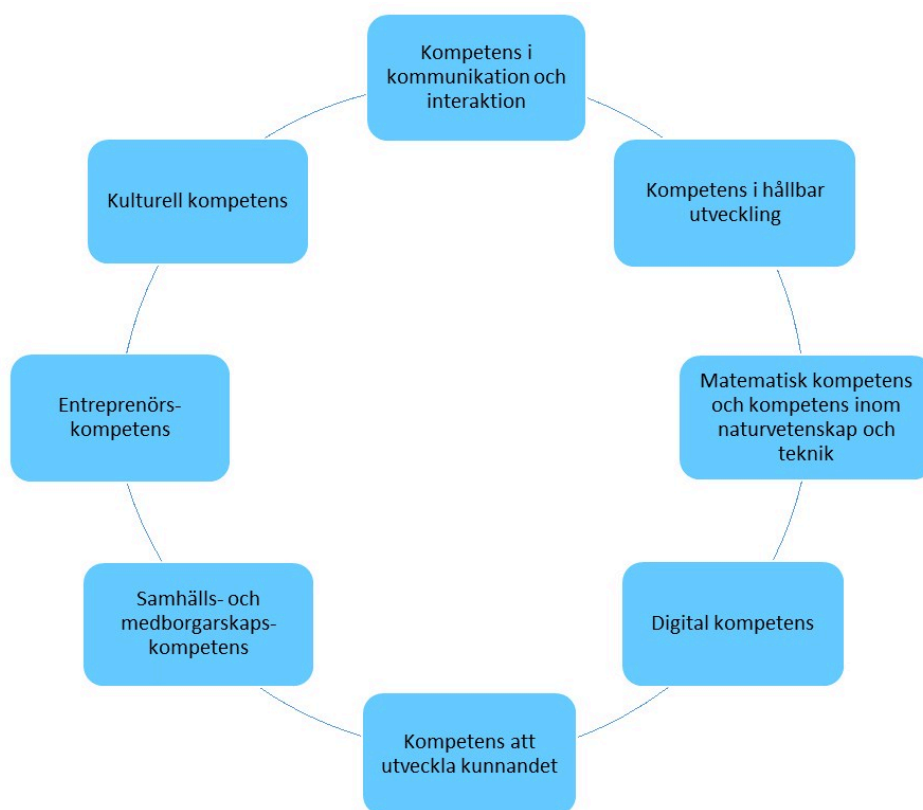 Kompetens i
kommunikation och
interaktion
Kompetens i hållbar
utveckling
Matematisk kompetens
och kompetens inom
naturvetenskap och
teknik
Digital kompetens
Kompetens att
utveckla kunnandet
Samhälls- och
medborgarskaps-
kompetens
Entreprenörs-
kompetens
Kulturell kompetens